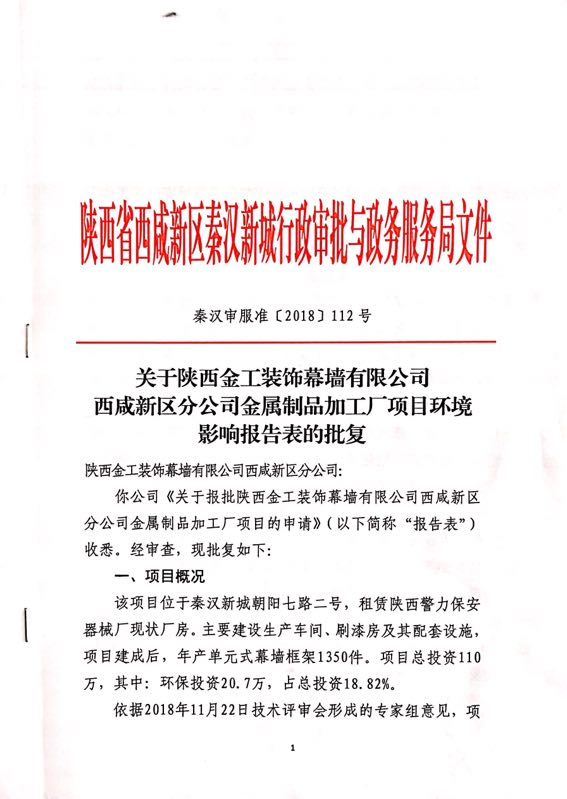 陕西省西咸新区秦汉新城行政审批与政务服务局文件
秦汉审服准〔2018〕112号
关于陕西金工装饰幕墙有限公司
西咸新区分公司金属制品加工厂项目环境
影响报告表的批复
陕西金工装饰幕墙有限公司西咸新区分公司:
你公司《关于报批陕西金工装饰幕墙有限公司西咸新区
分公司金属制品加工厂项目的申请》（以下简称“报告表”）
收悉。经审查，现批复如下：
一、项目概况
该项目位于秦汉新城朝阳七路二号，租赁陕西警力保安
器械厂现状厂房。主要建设生产车间、刷漆房及其配套设施，
项目建成后，年产单元式幕墙框架1350件。项目总投资110
万，其中：环保投资20.7万，占总投资18.82%。
依据2018年11月22日技术评审会形成的专家组意见，项
1